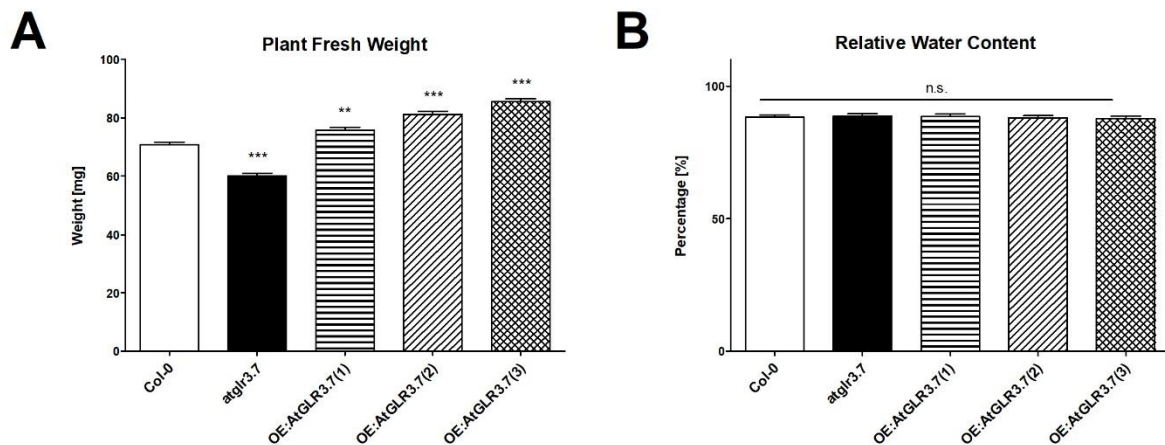 A
Plant Fresh Weight
Weight [mg]
100
80
60
40
20
0
***
**
***
***
Col-0
atglr3.7
OE:AtGLR3.7(1)
OE:AtGLR3.7(2)
OE:AtGLR3.7(3)
B
Relative Water Content
Percentage [%]
100
50
0
n.s.
Col-0
atglr3.7
OE:AtGLR3.7(1)
OE:AtGLR3.7(2)
OE:AtGLR3.7(3)